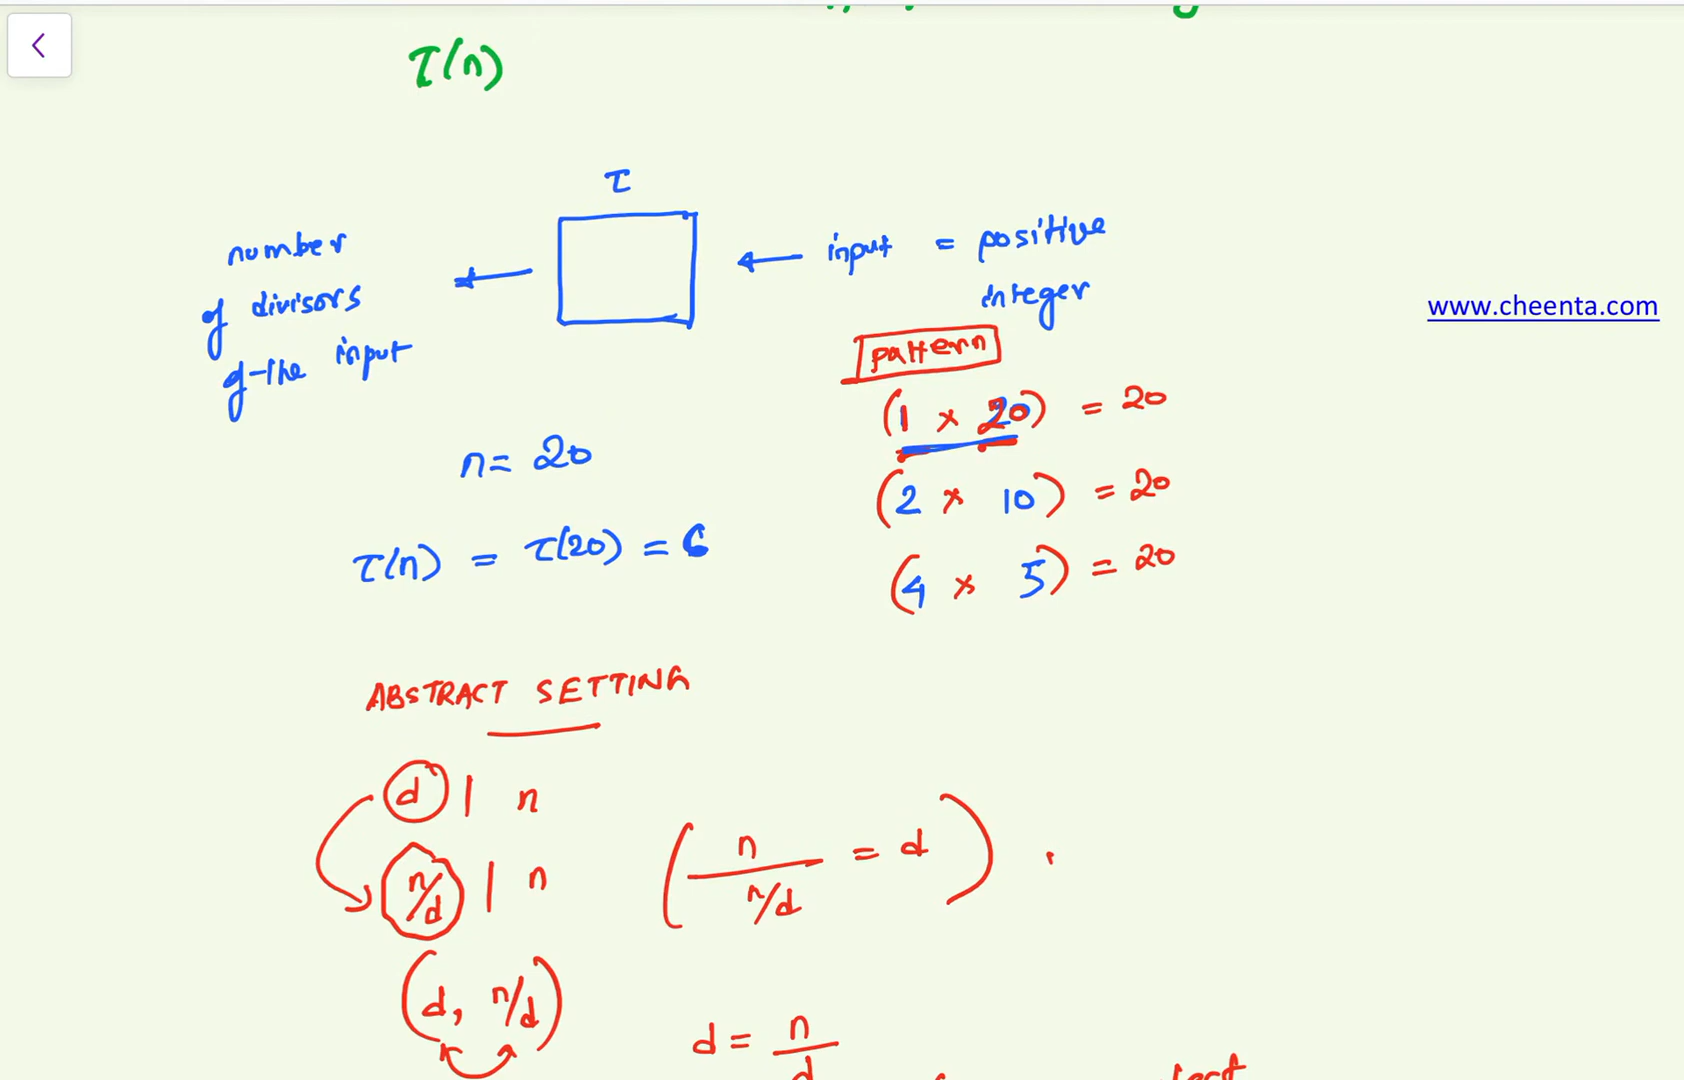 τ(n)
τ
number
of divisors
of the input
← input = positive
integer
www.cheenta.com
pattern
(1 × 20) = 20
n = 20
(2 × 10) = 20
τ(n) = τ(20) = 6
(4 × 5) = 20
ABSTRACT SETTING
d | n
n/d | n
( n / n/d = d )
(d, n/d)
d = n / d